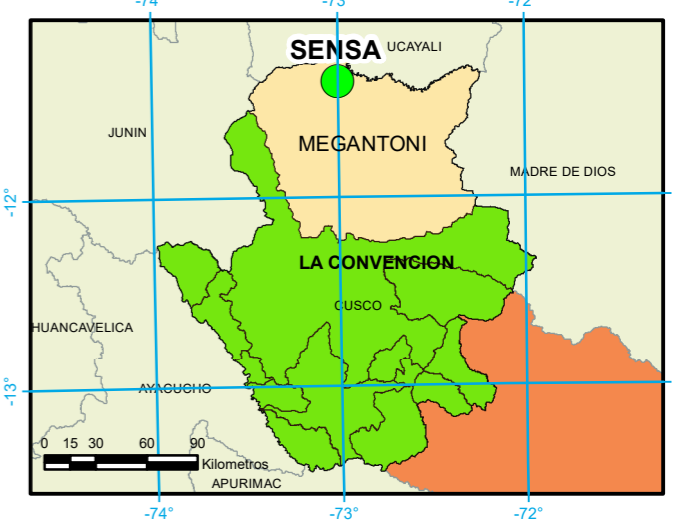 -74° -73° -72°
SENSA
UCAYALI
JUNIN
MEGANTONI
MADRE DE DIOS
-12°
LA CONVENCION
CUSCO
HUANCAVELICA
-13°
AYACUCHO
0 15 30 60 90
Kilometros
APURIMAC
-74° -73° -72°